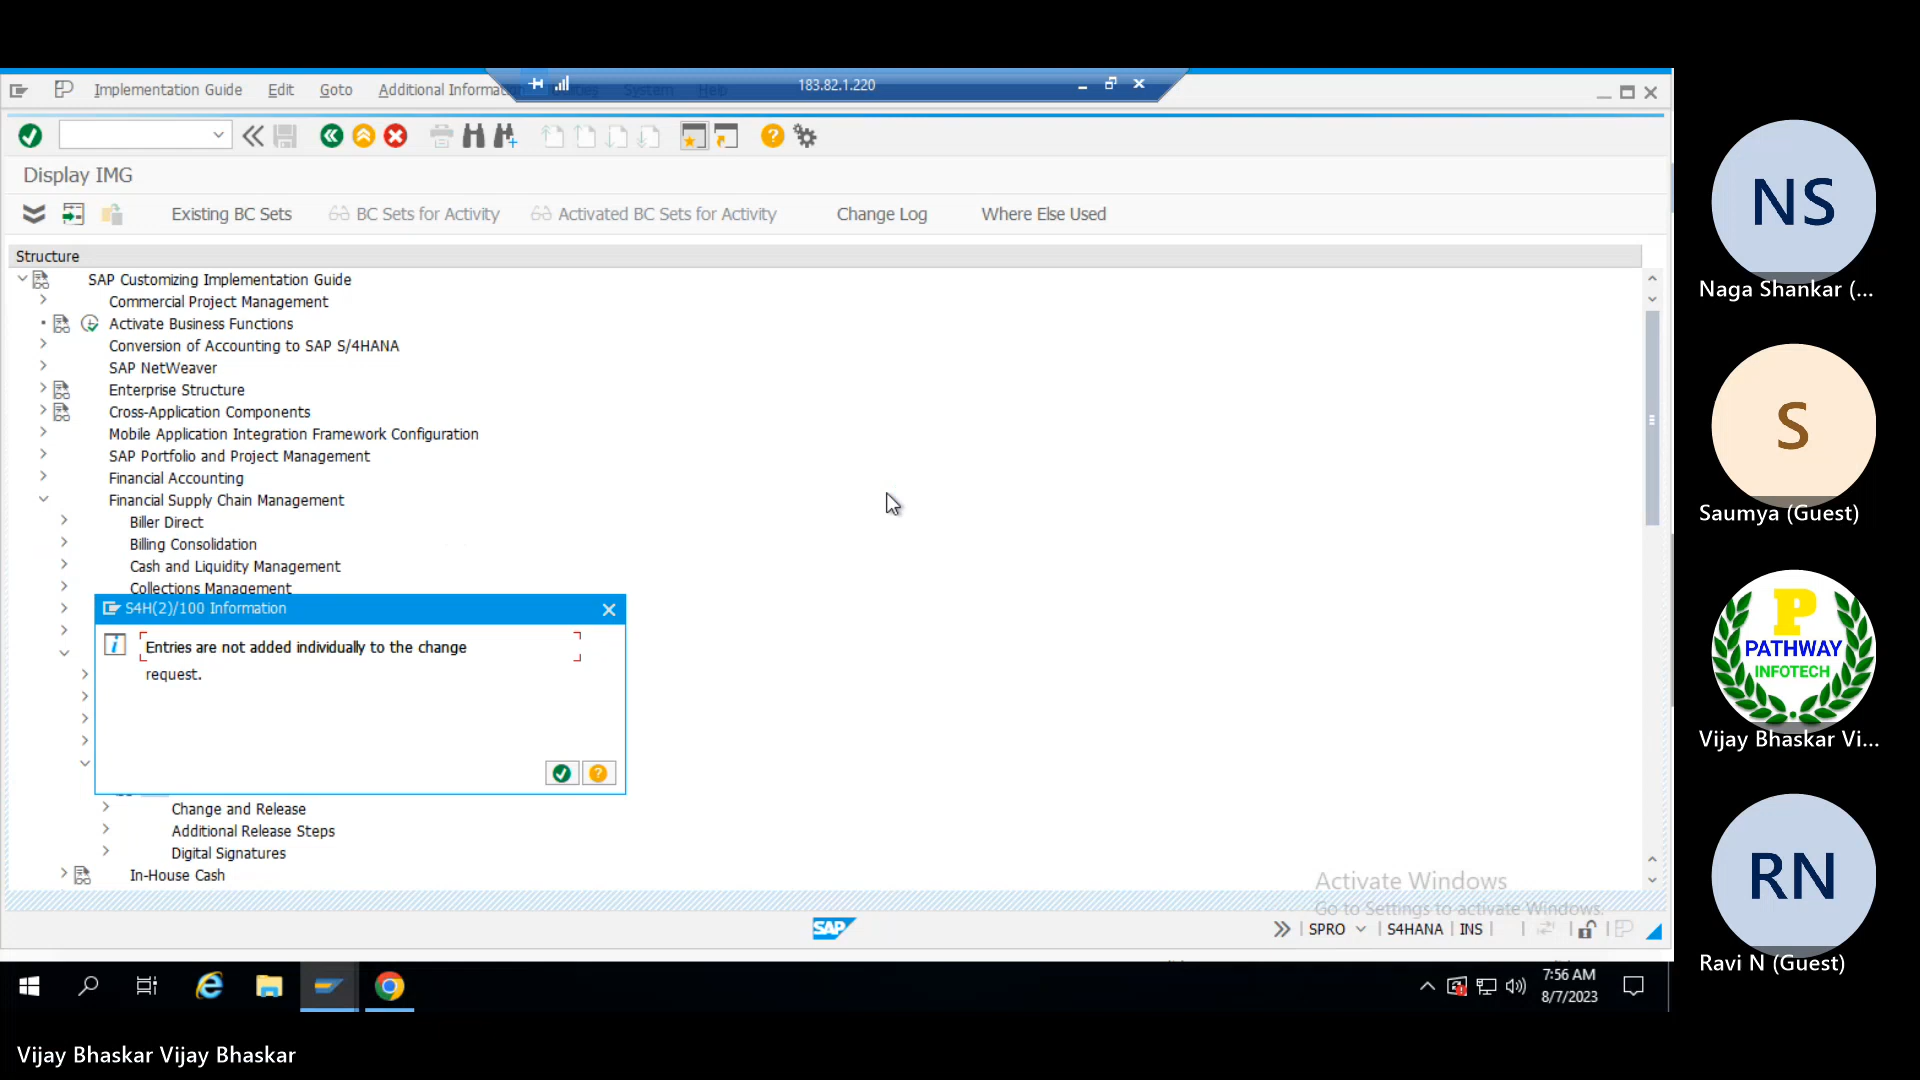 183.82.1.220
Implementation Guide Edit Goto System Help
Display IMG
Existing BC Sets BC Sets for Activity Activated BC Sets for Activity Change Log Where Else Used
Structure
SAP Customizing Implementation Guide
Commercial Project Management
Activate Business Functions
Conversion of Accounting to SAP S/4HANA
SAP NetWeaver
Enterprise Structure
Cross-Application Components
Mobile Application Integration Framework Configuration
SAP Portfolio and Project Management
Financial Accounting
Financial Supply Chain Management
Biller Direct
Billing Consolidation
Cash and Liquidity Management
Collections Management
S4H(2)/100 Information
Entries are not added individually to the change
request.
Change and Release
Additional Release Steps
Digital Signatures
In-House Cash
Activate Windows
Go to Settings to activate Windows.
SAP
SPRO S4HANA INS
7:56 AM
8/7/2023
Vijay Bhaskar Vijay Bhaskar
NS
Naga Shankar (...
S
Saumya (Guest)
P
PATHWAY
INFOTECH
Vijay Bhaskar Vi...
RN
Ravi N (Guest)